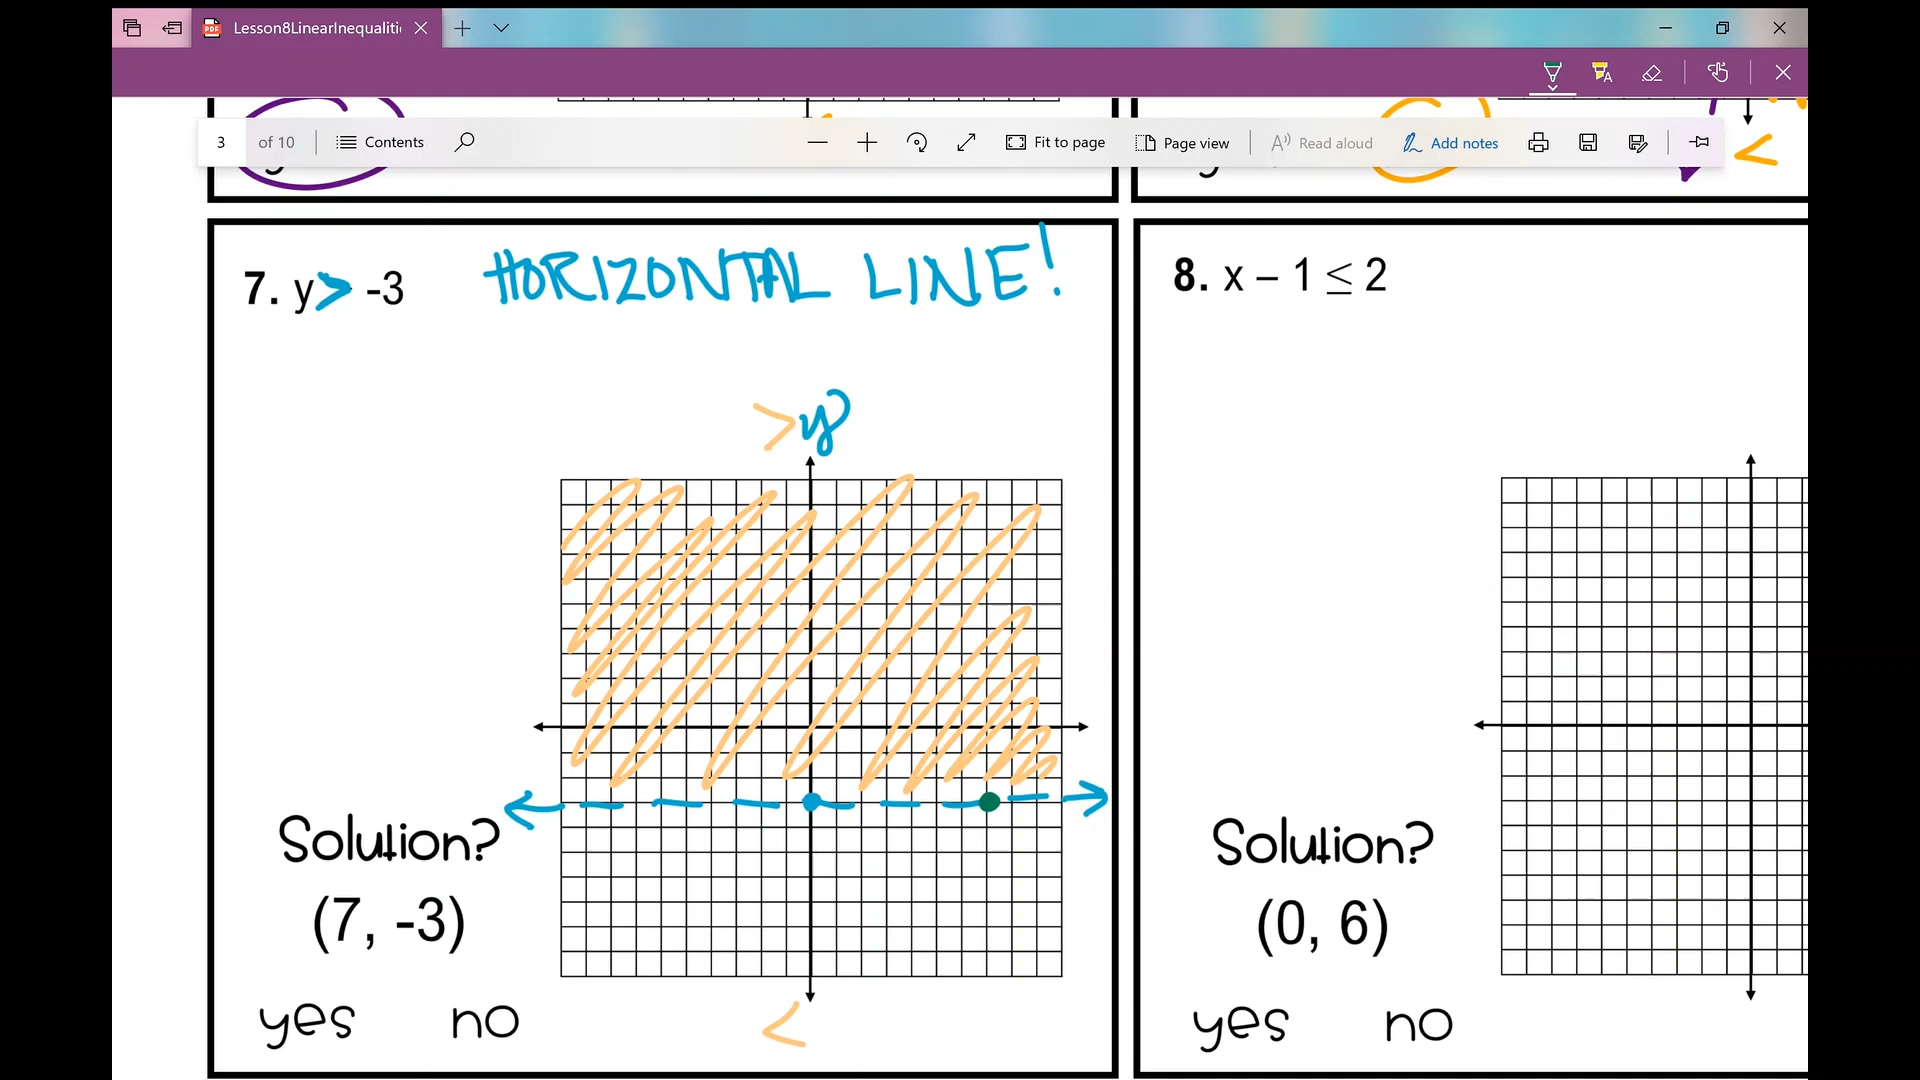 Lesson8LinearInequaliti
3 of 10 Contents Fit to page Page view Read aloud Add notes
<
7. y > -3 HORIZONTAL LINE!
> y
Solution?
(7, -3)
yes no
<
8. x – 1 ≤ 2
Solution?
(0, 6)
yes no